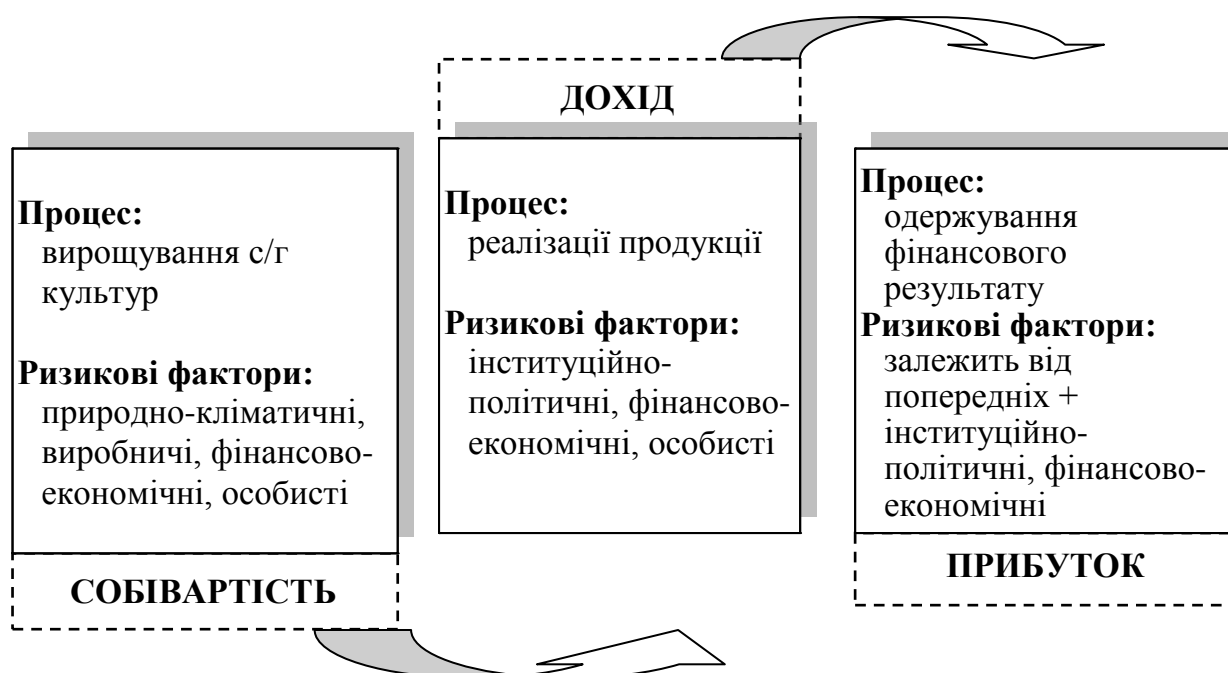 ДОХІД
Процес:
вирощування с/г
культур
Ризикові фактори:
природно-кліматичні,
виробничі, фінансово-
економічні, особисті
СОБІВАРТІСТЬ
Процес:
реалізації продукції
Ризикові фактори:
інституційно-
політичні, фінансово-
економічні, особисті
Процес:
одержування
фінансового
результату
Ризикові фактори:
залежить від
попередніх +
інституційно-
політичні, фінансово-
економічні
ПРИБУТОК